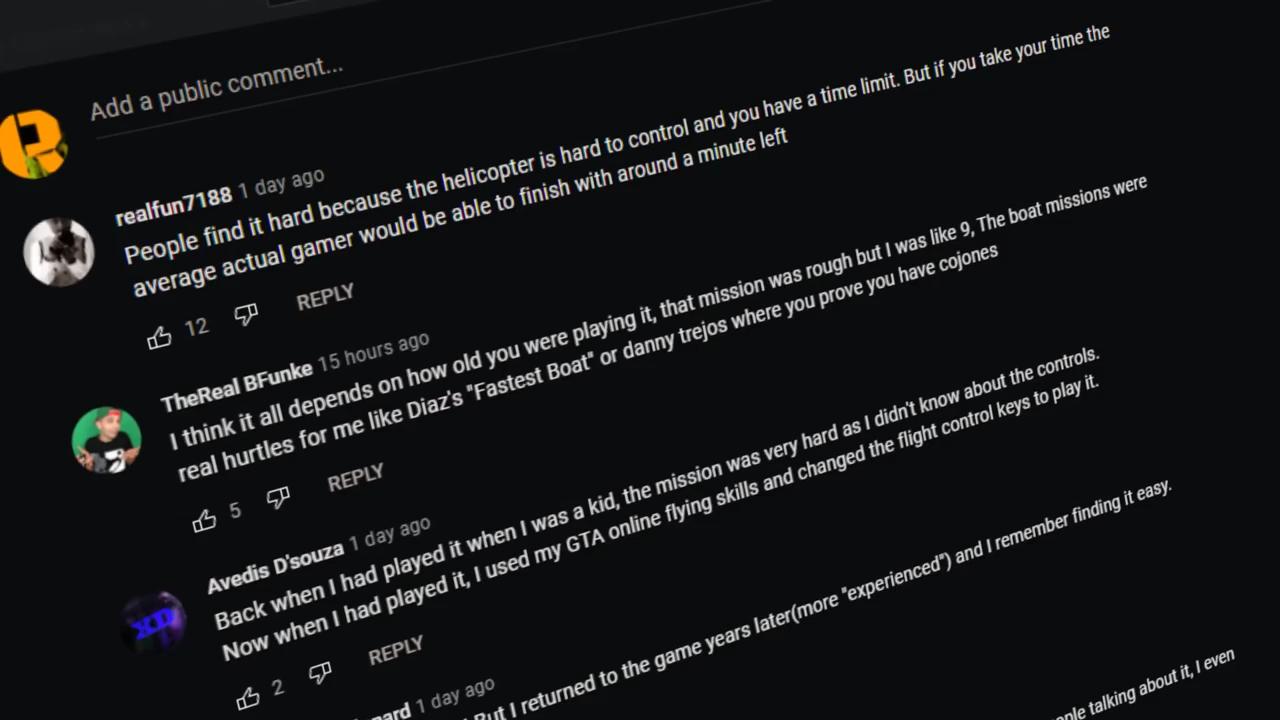 Add a public comment...
realfun7188 1 day ago
People find it hard because the helicopter is hard to control and you have a time limit. But if you take your time the
average actual gamer would be able to finish with around a minute left
12 REPLY
TheReal BFunke 15 hours ago
I think it all depends on how old you were playing it, that mission was rough but I was like 9, The boat missions were
real hurtles for me like Diaz's "Fastest Boat" or danny trejos where you prove you have cojones
5 REPLY
Avedis D'souza 1 day ago
Back when I had played it when I was a kid, the mission was very hard as I didn't know about the controls.
Now when I had played it, I used my GTA online flying skills and changed the flight control keys to play it.
XD
2 REPLY
1 day ago
But I returned to the game years later(more "experienced") and I remember finding it easy.
talking about it, I even